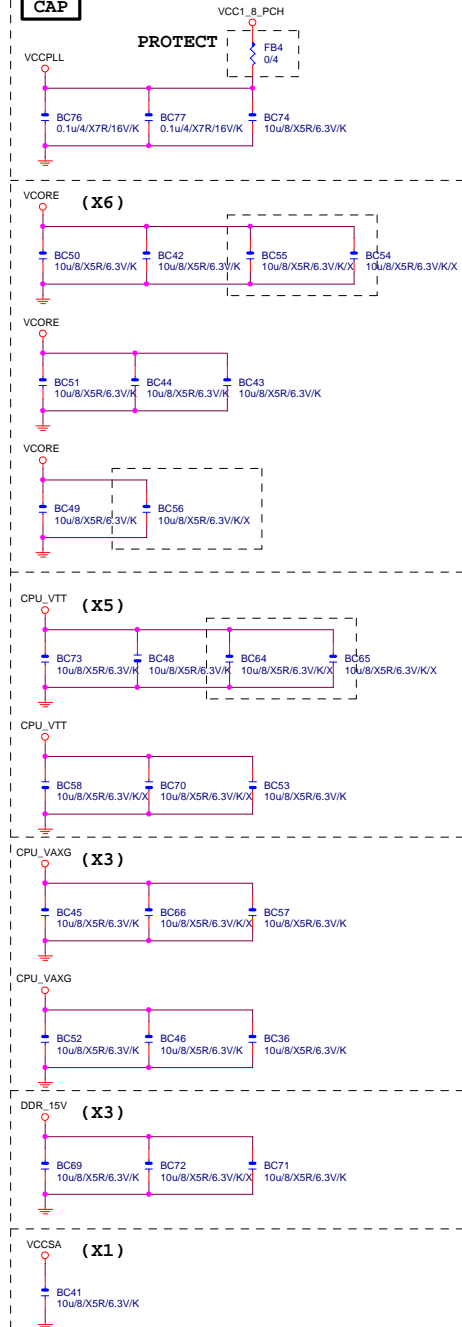 CAP
VCC1_8_PCH
PROTECT
FB4
0/4
VCCPLL
BC76
0.1u/4/X7R/16V/K
BC77
0.1u/4/X7R/16V/K
BC74
10u/8/X5R/6.3V/K
VCORE
(X6)
BC50
10u/8/X5R/6.3V/K
BC42
10u/8/X5R/6.3V/K
BC55
10u/8/X5R/6.3V/K/X
BC54
10u/8/X5R/6.3V/K/X
VCORE
BC51
10u/8/X5R/6.3V/K
BC44
10u/8/X5R/6.3V/K
BC43
10u/8/X5R/6.3V/K
VCORE
BC49
10u/8/X5R/6.3V/K
BC56
10u/8/X5R/6.3V/K/X
CPU_VTT
(X5)
BC73
10u/8/X5R/6.3V/K
BC48
10u/8/X5R/6.3V/K
BC64
10u/8/X5R/6.3V/K/X
BC65
10u/8/X5R/6.3V/K/X
CPU_VTT
BC58
10u/8/X5R/6.3V/K/X
BC70
10u/8/X5R/6.3V/K/X
BC53
10u/8/X5R/6.3V/K
CPU_VAXG
(X3)
BC45
10u/8/X5R/6.3V/K
BC66
10u/8/X5R/6.3V/K/X
BC57
10u/8/X5R/6.3V/K
CPU_VAXG
BC52
10u/8/X5R/6.3V/K
BC46
10u/8/X5R/6.3V/K
BC36
10u/8/X5R/6.3V/K
DDR_15V
(X3)
BC69
10u/8/X5R/6.3V/K
BC72
10u/8/X5R/6.3V/K/X
BC71
10u/8/X5R/6.3V/K
VCCSA
(X1)
BC41
10u/8/X5R/6.3V/K